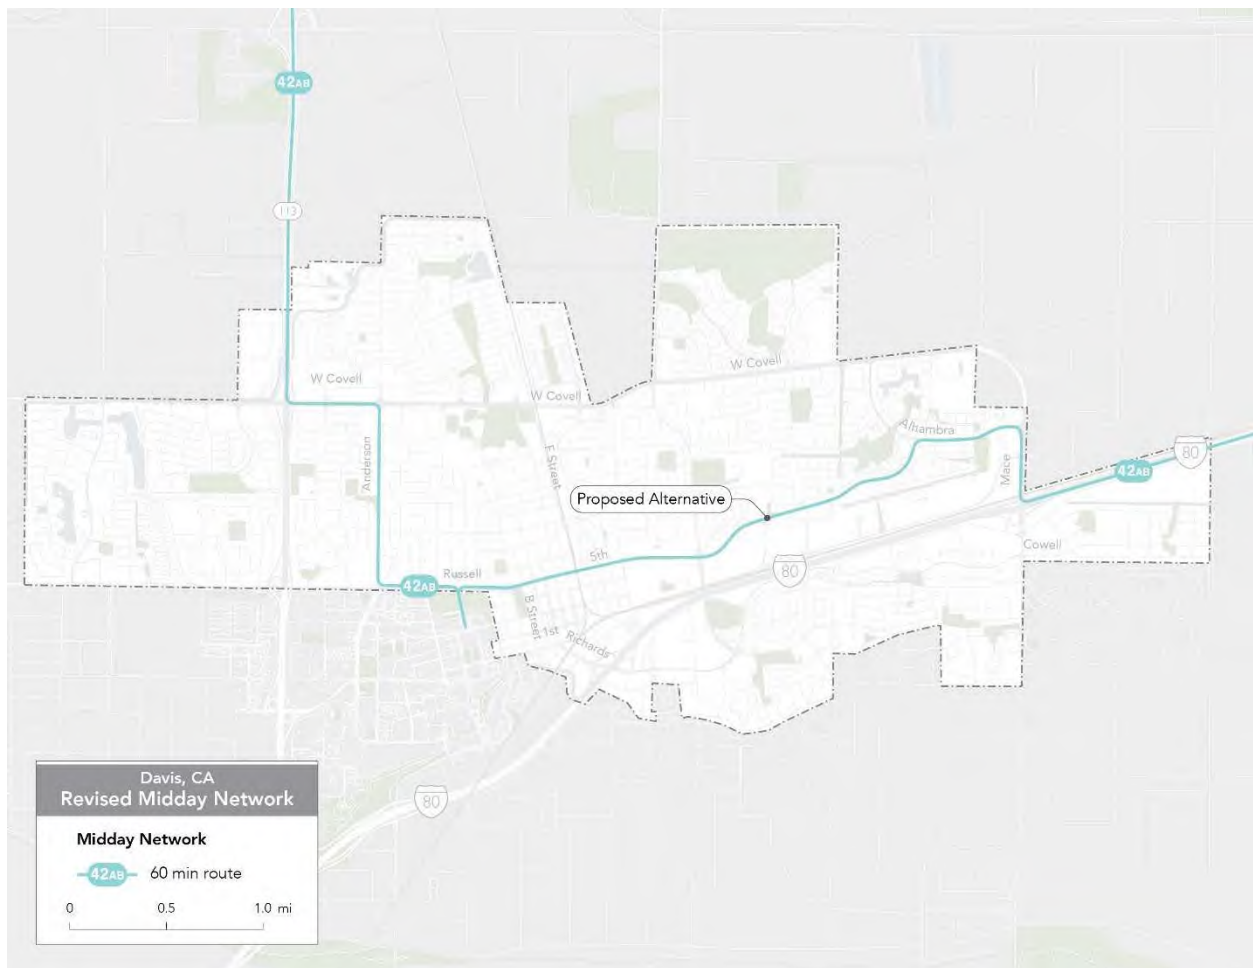 42AB
113
W Covell
W Covell
W Covell
Alhambra
Anderson
F Street
Mace
80
42AB
Proposed Alternative
5th
Cowell
80
Russell
42AB
B Street
1st
Richards
80
Davis, CA
Revised Midday Network
Midday Network
42AB 60 min route
0 0.5 1.0 mi